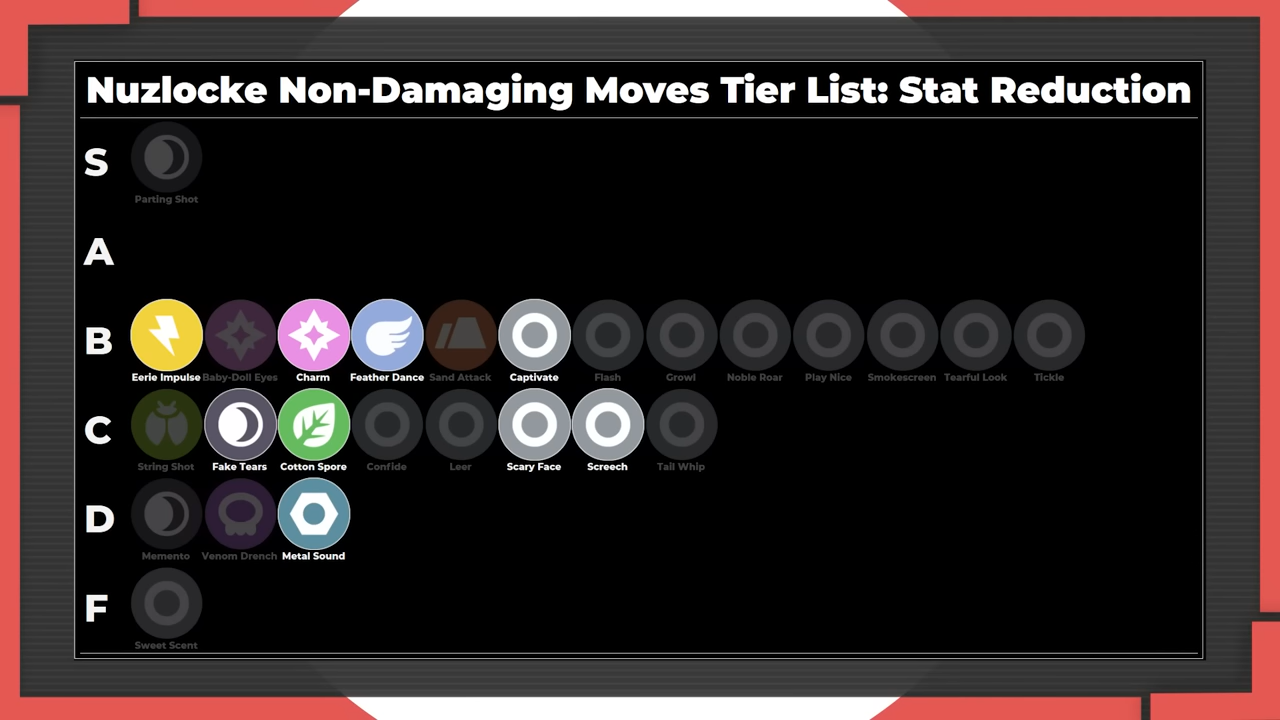 Nuzlocke Non-Damaging Moves Tier List: Stat Reduction
S
Parting Shot
A
B
Eerie Impulse Baby-Doll Eyes Charm Feather Dance Sand Attack Captivate Flash Growl Noble Roar Play Nice Smokescreen Tearful Look Tickle
C
String Shot Fake Tears Cotton Spore Confide Leer Scary Face Screech Tail Whip
D
Memento Venom Drench Metal Sound
F
Sweet Scent